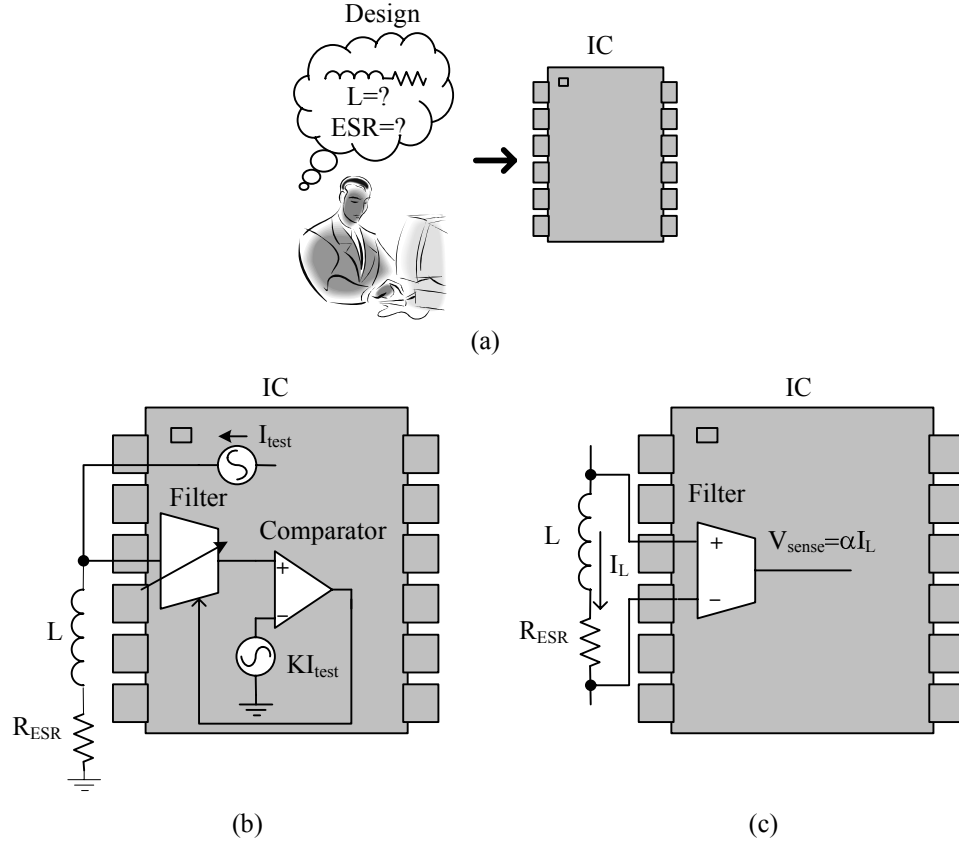 Design
L=?
ESR=?
IC
(a)
IC
I_test
Filter
Comparator
+
−
L
KI_test
R_ESR
(b)
IC
Filter
L
I_L
+
−
V_sense=αI_L
R_ESR
(c)